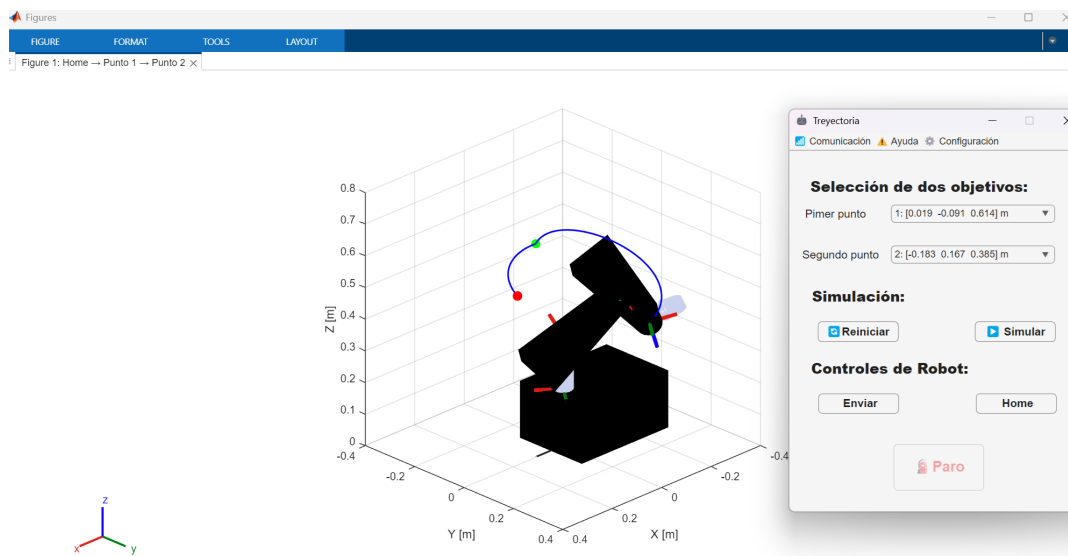 Figures
FIGURE FORMAT TOOLS LAYOUT
Figure 1: Home → Punto 1 → Punto 2 ×
Treyectoria
Comunicación Ayuda Configuración
Selección de dos objetivos:
Pimer punto 1: [0.019 -0.091 0.614] m
Segundo punto 2: [-0.183 0.167 0.385] m
Simulación:
Reiniciar Simular
Controles de Robot:
Enviar Home
Paro
0.8
0.7
0.6
0.5
0.4
0.3
0.2
0.1
0
Z [m]
-0.4
-0.2
0
0.2
0.4
Y [m]
0.4
0.2
0
-0.2
-0.4
X [m]
z
x y